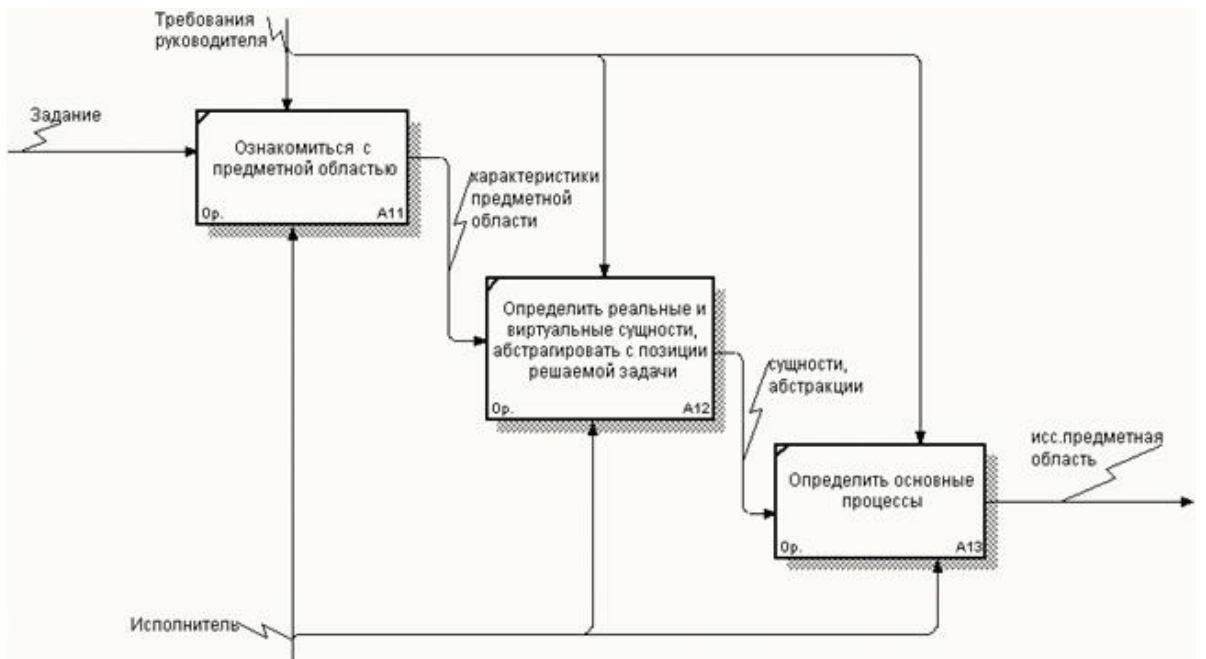 Требования
руководителя
Задание
Ознакомиться с
предметной областью
0р.
A11
характеристики
предметной
области
Определить реальные и
виртуальные сущности,
абстрагировать с позиции
решаемой задачи
0р.
A12
сущности,
абстракции
Определить основные
процессы
0р.
A13
исс.предметная
область
Исполнитель